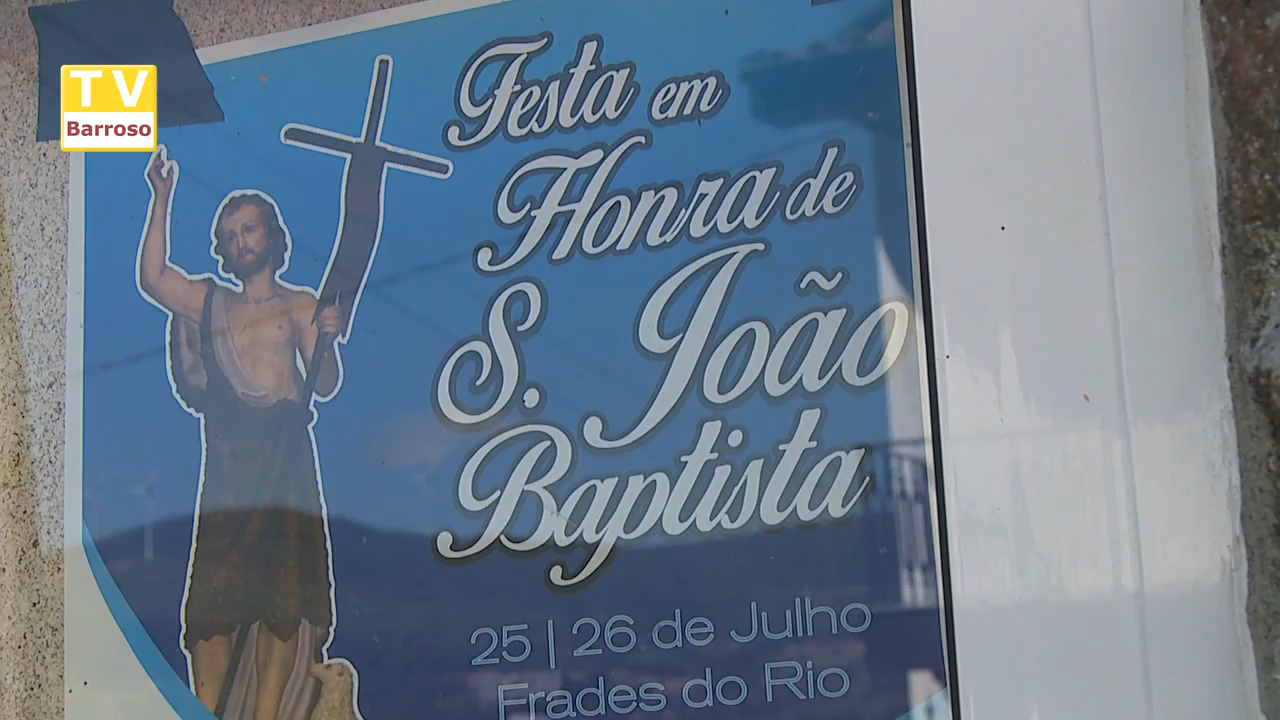 TV
Barroso
Festa em
Honra de
S. João
Baptista
25 | 26 de Julho
Frades do Rio